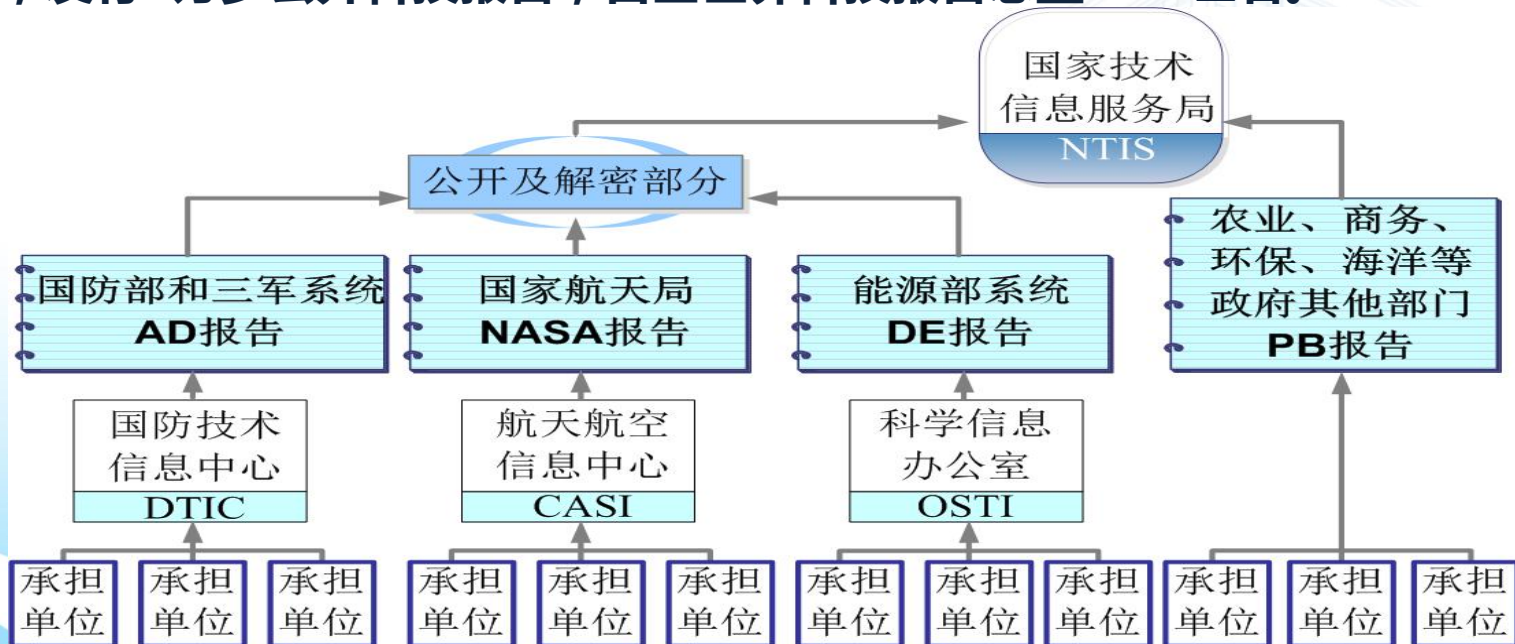 国家技术
信息服务局
NTIS
公开及解密部分
国防部和三军系统
AD报告
国家航天局
NASA报告
能源部系统
DE报告
农业、商务、
环保、海洋等
政府其他部门
PB报告
国防技术
信息中心
DTIC
航天航空
信息中心
CASI
科学信息
办公室
OSTI
承担
单位
承担
单位
承担
单位
承担
单位
承担
单位
承担
单位
承担
单位
承担
单位
承担
单位
承担
单位
承担
单位
承担
单位